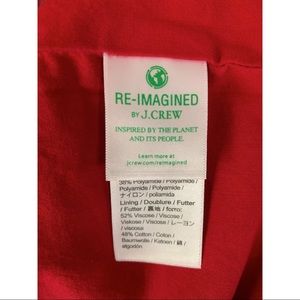 RE-IMAGINED
BY J.CREW
INSPIRED BY THE PLANET
AND ITS PEOPLE.
Learn more at
jcrew.com/reimagined
38% Polyamide / Polyamide /
Polyamide / Polyamide /
ナイロン / poliamida
Lining / Doublure / Futter /
Futter / 裏地 / forro:
52% Viscose / Viscose /
Viskose / Viscose / レーヨン
/ viscosa
48% Cotton / Coton /
Baumwolle / Katoen / 綿 /
algodón